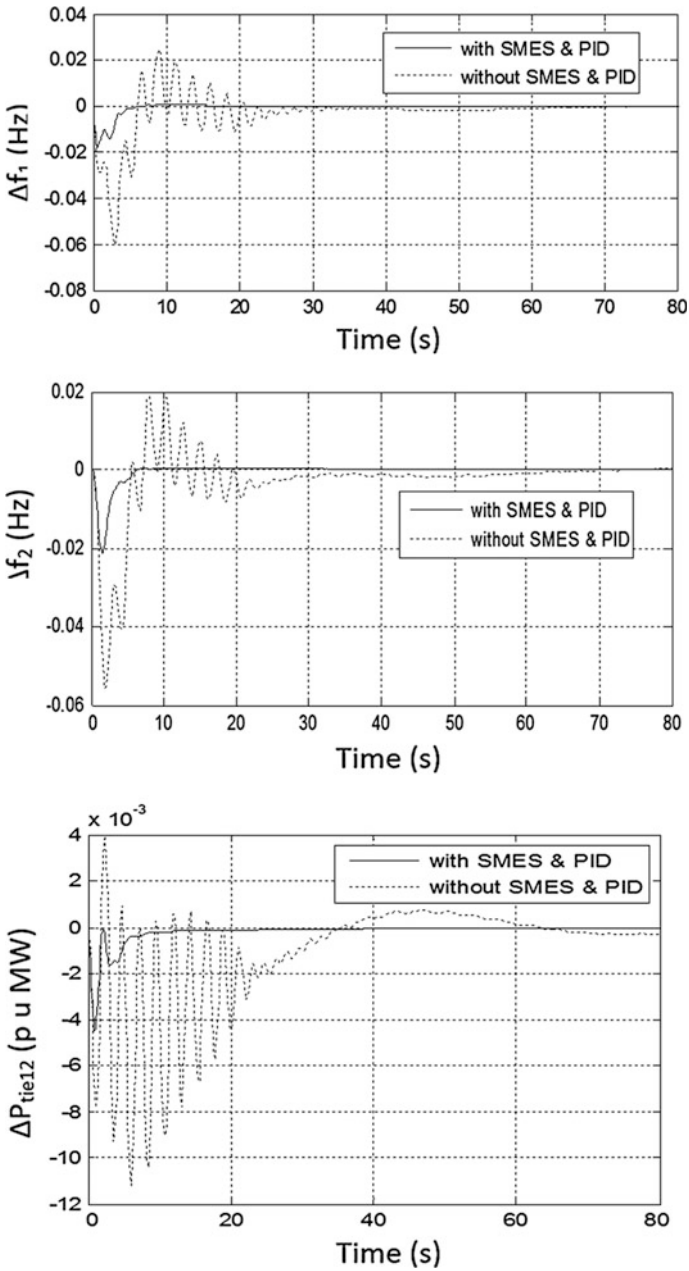 0.04
0.02
0
-0.02
-0.04
-0.06
-0.08
Δf1 (Hz)
with SMES & PID
without SMES & PID
0 10 20 30 40 50 60 70 80
Time (s)
0.02
0
-0.02
-0.04
-0.06
f2 (Hz)
with SMES & PID
without SMES & PID
0 10 20 30 40 50 60 70 80
Time (s)
x 10-3
4
2
0
-2
-4
-6
-8
-10
-12
ΔPtie12 (p u MW)
with SMES & PID
without SMES & PID
0 20 40 60 80
Time (s)